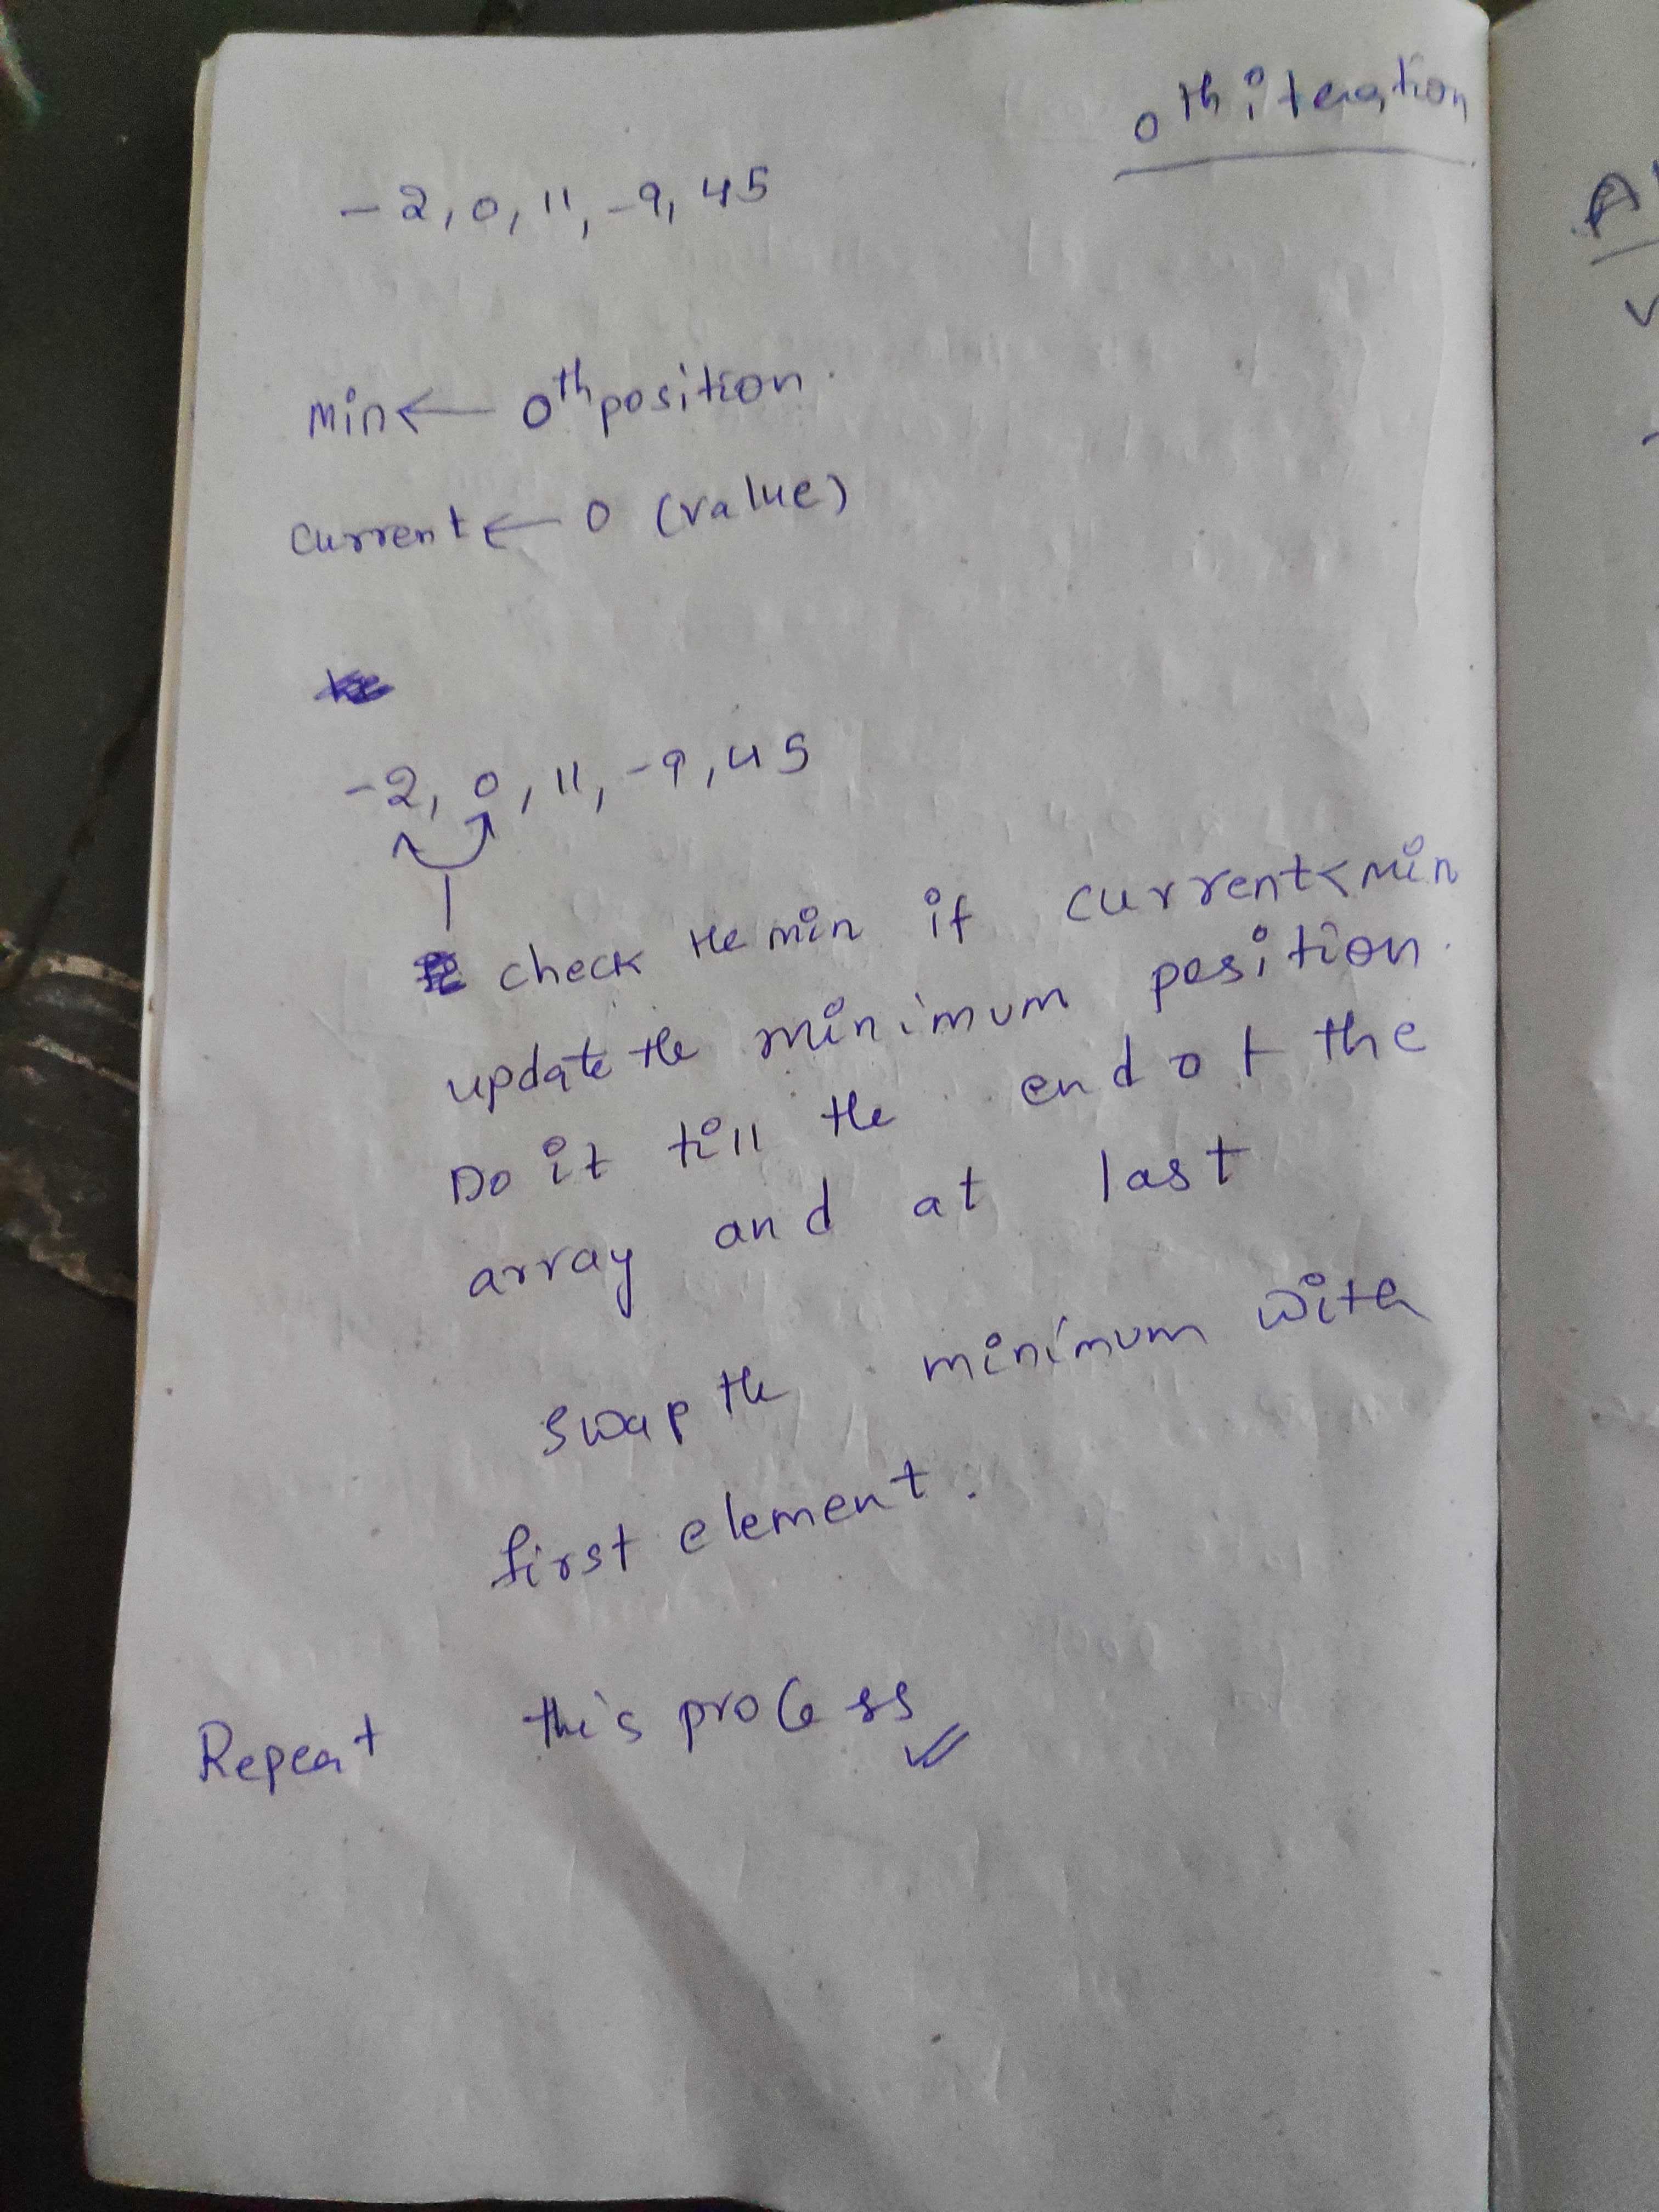 0th iteration
-2, 0, 11, -9, 45
Min ← 0th position.
Current ← 0 (value)
-2, 0, 11, -9, 45
check the min if current < min
update the minimum position.
Do it till the end of the
array and at last
swap the minimum with
first element.
Repeat this process